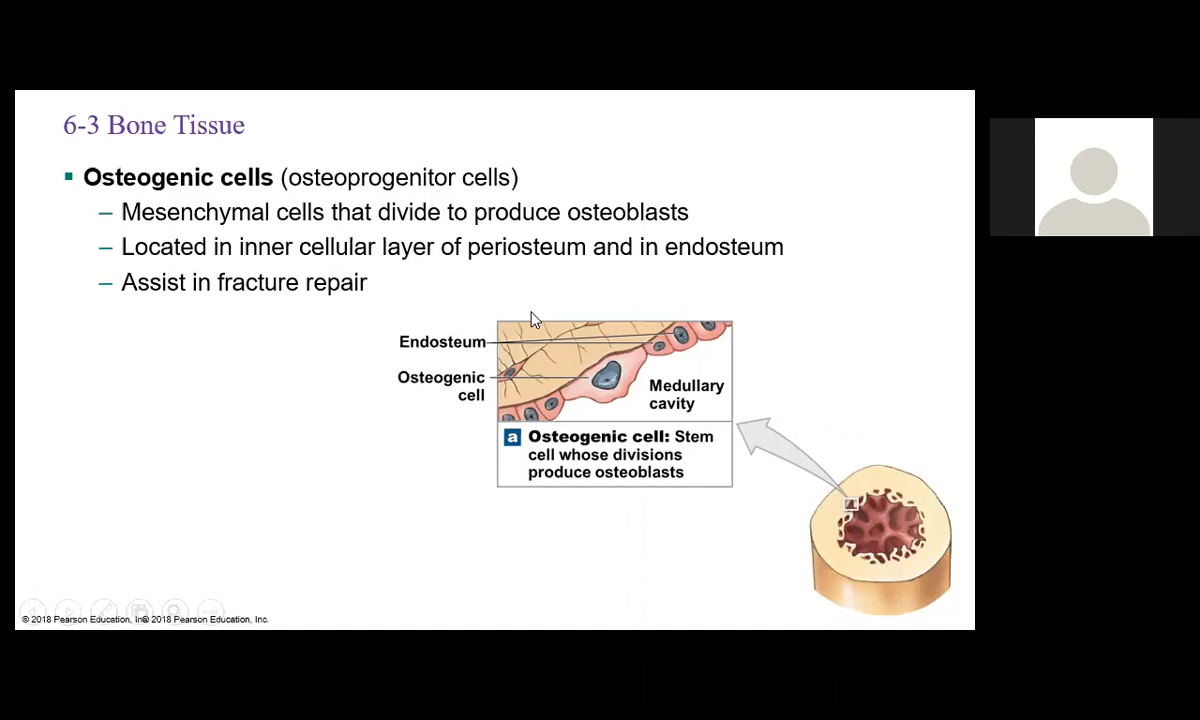 6-3 Bone Tissue
▪ Osteogenic cells (osteoprogenitor cells)
– Mesenchymal cells that divide to produce osteoblasts
– Located in inner cellular layer of periosteum and in endosteum
– Assist in fracture repair
Endosteum
Osteogenic
cell
Medullary
cavity
a Osteogenic cell: Stem
cell whose divisions
produce osteoblasts
© 2018 Pearson Education, In© 2018 Pearson Education, Inc.